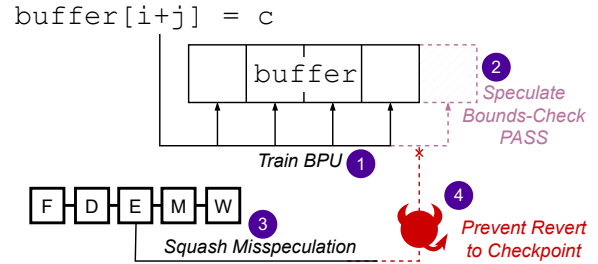 buffer[i+j] = c
buffer
2
Speculate
Bounds-Check
PASS
Train BPU 1
F D E M W
3
Squash Misspeculation
4
Prevent Revert
to Checkpoint